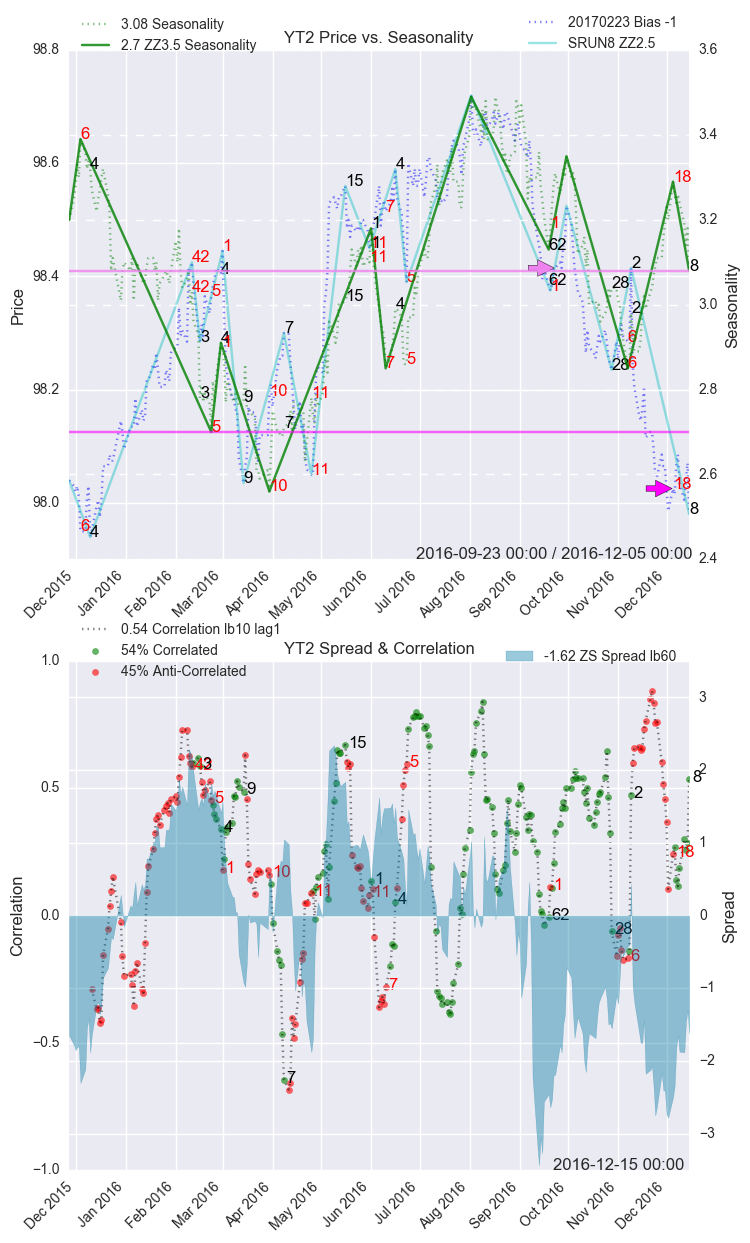 3.08 Seasonality
2.7 ZZ3.5 Seasonality
YT2 Price vs. Seasonality
20170223 Bias -1
SRUN8 ZZ2.5
98.8
98.6
98.4
98.2
98.0
Price
3.6
3.4
3.2
3.0
2.8
2.6
2.4
Seasonality
6
4
42
42
3
3
5
5
1
4
4
1
9
9
10
10
7
7
11
11
15
15
1
1
11
11
4
4
52
7
5
5
1
62
62
1
28
28
2
2
6
6
18
18
8
8
6
4
2016-09-23 00:00 / 2016-12-05 00:00
Dec 2015
Jan 2016
Feb 2016
Mar 2016
Apr 2016
May 2016
Jun 2016
Jul 2016
Aug 2016
Sep 2016
Oct 2016
Nov 2016
Dec 2016
0.54 Correlation lb10 lag1
54% Correlated
45% Anti-Correlated
YT2 Spread & Correlation
-1.62 ZS Spread lb60
1.0
0.5
0.0
−0.5
−1.0
Correlation
3
2
1
0
−1
−2
−3
Spread
3
5
4
1
9
10
7
11
15
1
11
4
7
5
1
62
28
6
2
18
8
2016-12-15 00:00
Dec 2015
Jan 2016
Feb 2016
Mar 2016
Apr 2016
May 2016
Jun 2016
Jul 2016
Aug 2016
Sep 2016
Oct 2016
Nov 2016
Dec 2016